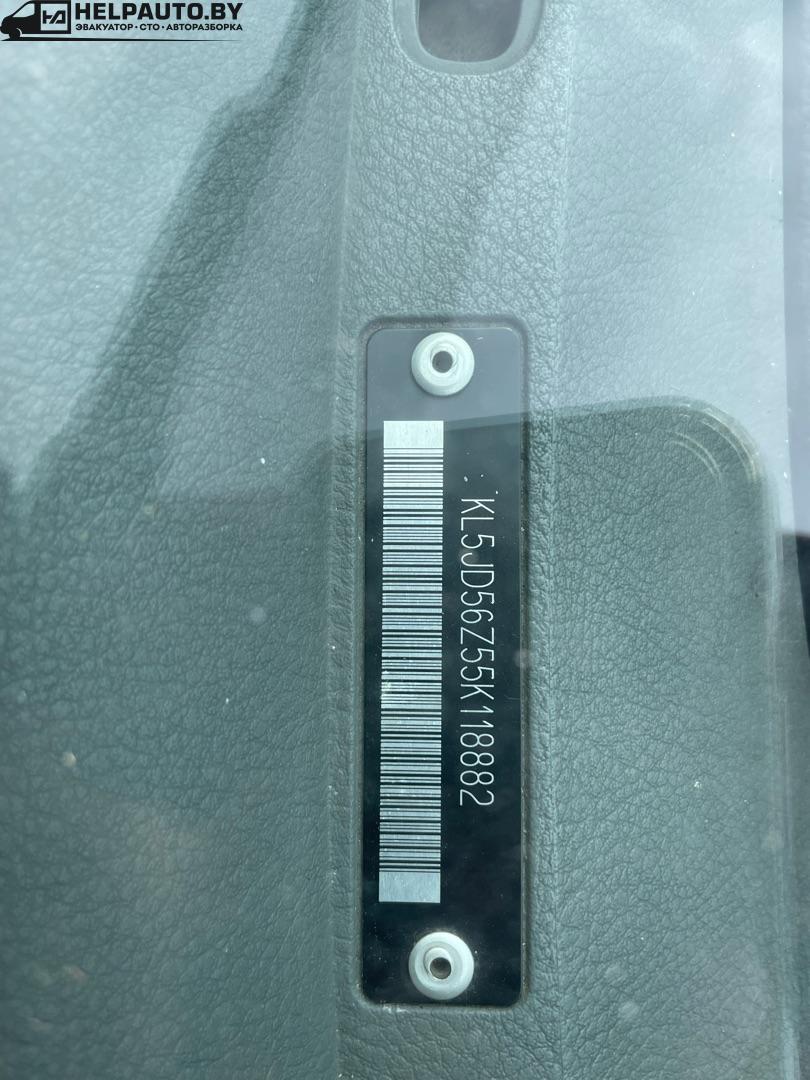 HELPAUTO.BY
ЭВАКУАТОР • СТО • АВТОРАЗБОРКА
KL5JD56Z55K118882